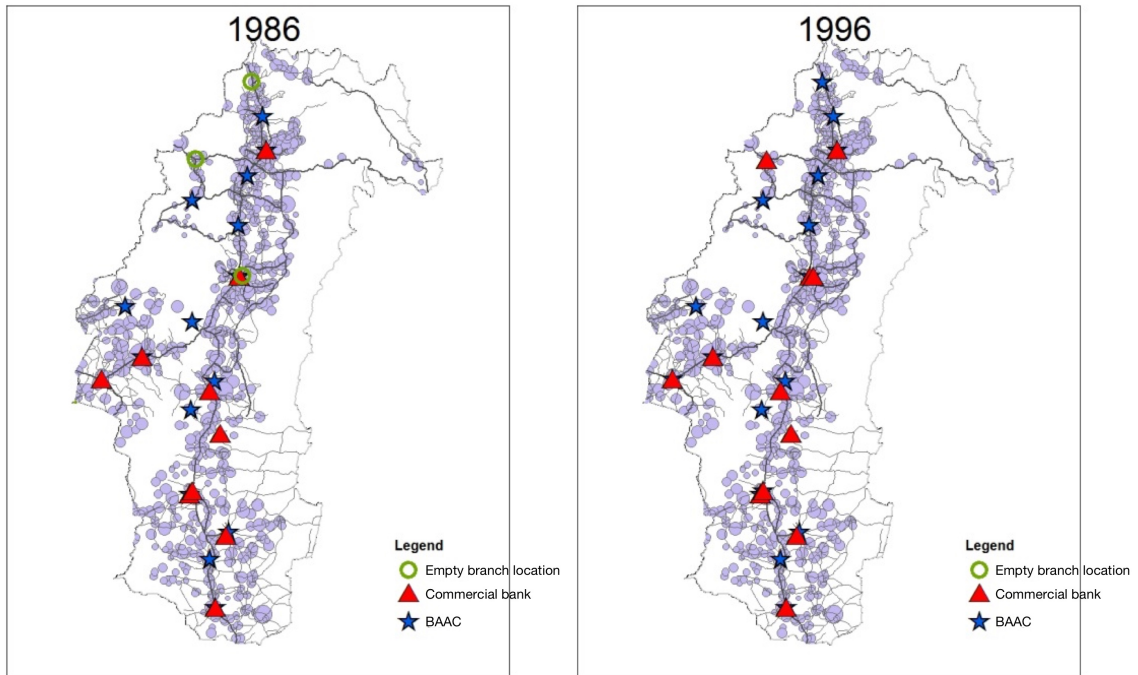 1986
Legend
Empty branch location
Commercial bank
BAAC
1996
Legend
Empty branch location
Commercial bank
BAAC